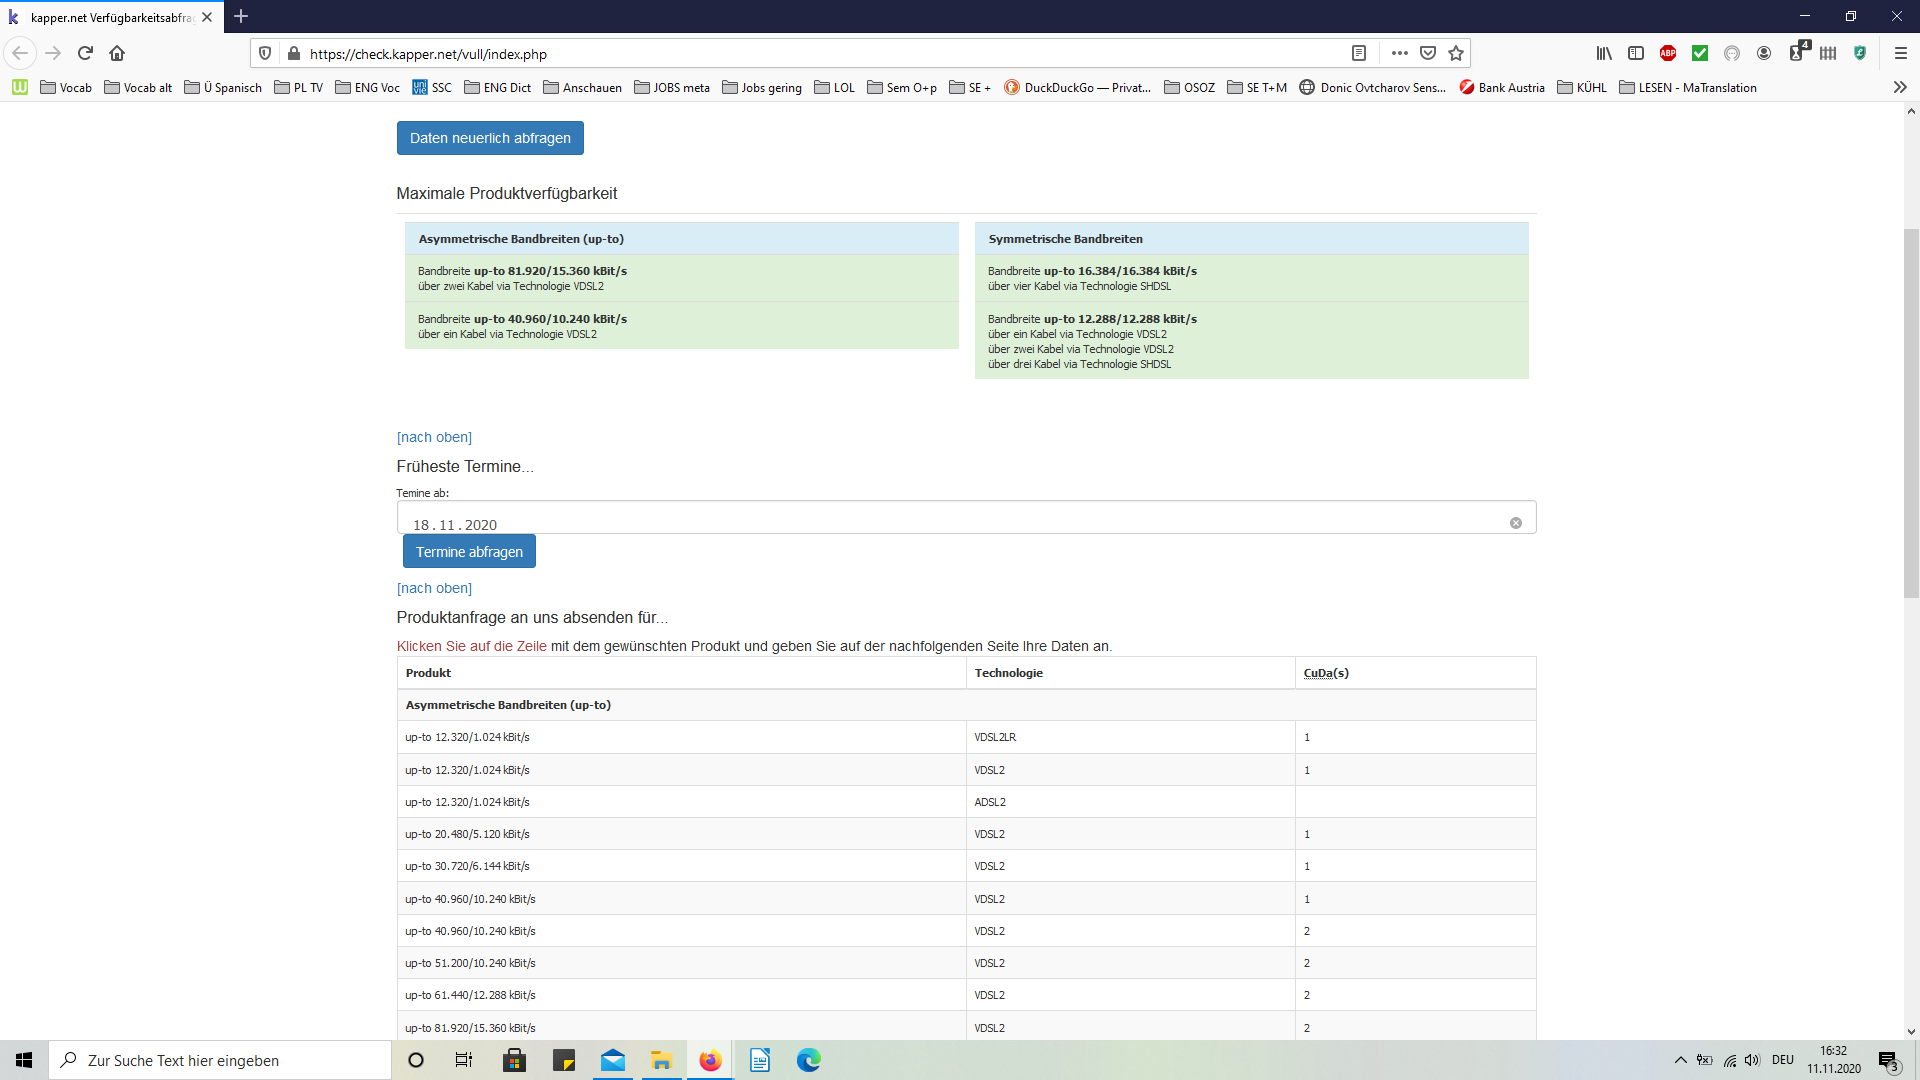 kapper.net Verfügbarkeitsabfra
https://check.kapper.net/vull/index.php
ABP
4
Vocab
Vocab alt
Ü Spanisch
PL TV
ENG Voc
SSC
ENG Dict
Anschauen
JOBS meta
Jobs gering
LOL
Sem O+p
SE +
DuckDuckGo — Privat...
OSOZ
SE T+M
Donic Ovtcharov Sens...
Bank Austria
KÜHL
LESEN - MaTranslation
Daten neuerlich abfragen
Maximale Produktverfügbarkeit
Asymmetrische Bandbreiten (up-to)
Bandbreite up-to 81.920/15.360 kBit/s
über zwei Kabel via Technologie VDSL2
Bandbreite up-to 40.960/10.240 kBit/s
über ein Kabel via Technologie VDSL2
Symmetrische Bandbreiten
Bandbreite up-to 16.384/16.384 kBit/s
über vier Kabel via Technologie SHDSL
Bandbreite up-to 12.288/12.288 kBit/s
über ein Kabel via Technologie VDSL2
über zwei Kabel via Technologie VDSL2
über drei Kabel via Technologie SHDSL
[nach oben]
Früheste Termine...
Temine ab:
18 . 11 . 2020
Termine abfragen
[nach oben]
Produktanfrage an uns absenden für...
Klicken Sie auf die Zeile mit dem gewünschten Produkt und geben Sie auf der nachfolgenden Seite Ihre Daten an.
Produkt Technologie CuDa(s)
Asymmetrische Bandbreiten (up-to)
up-to 12.320/1.024 kBit/s VDSL2LR 1
up-to 12.320/1.024 kBit/s VDSL2 1
up-to 12.320/1.024 kBit/s ADSL2
up-to 20.480/5.120 kBit/s VDSL2 1
up-to 30.720/6.144 kBit/s VDSL2 1
up-to 40.960/10.240 kBit/s VDSL2 1
up-to 40.960/10.240 kBit/s VDSL2 2
up-to 51.200/10.240 kBit/s VDSL2 2
up-to 61.440/12.288 kBit/s VDSL2 2
up-to 81.920/15.360 kBit/s VDSL2 2
Zur Suche Text hier eingeben
DEU
16:32
11.11.2020
3